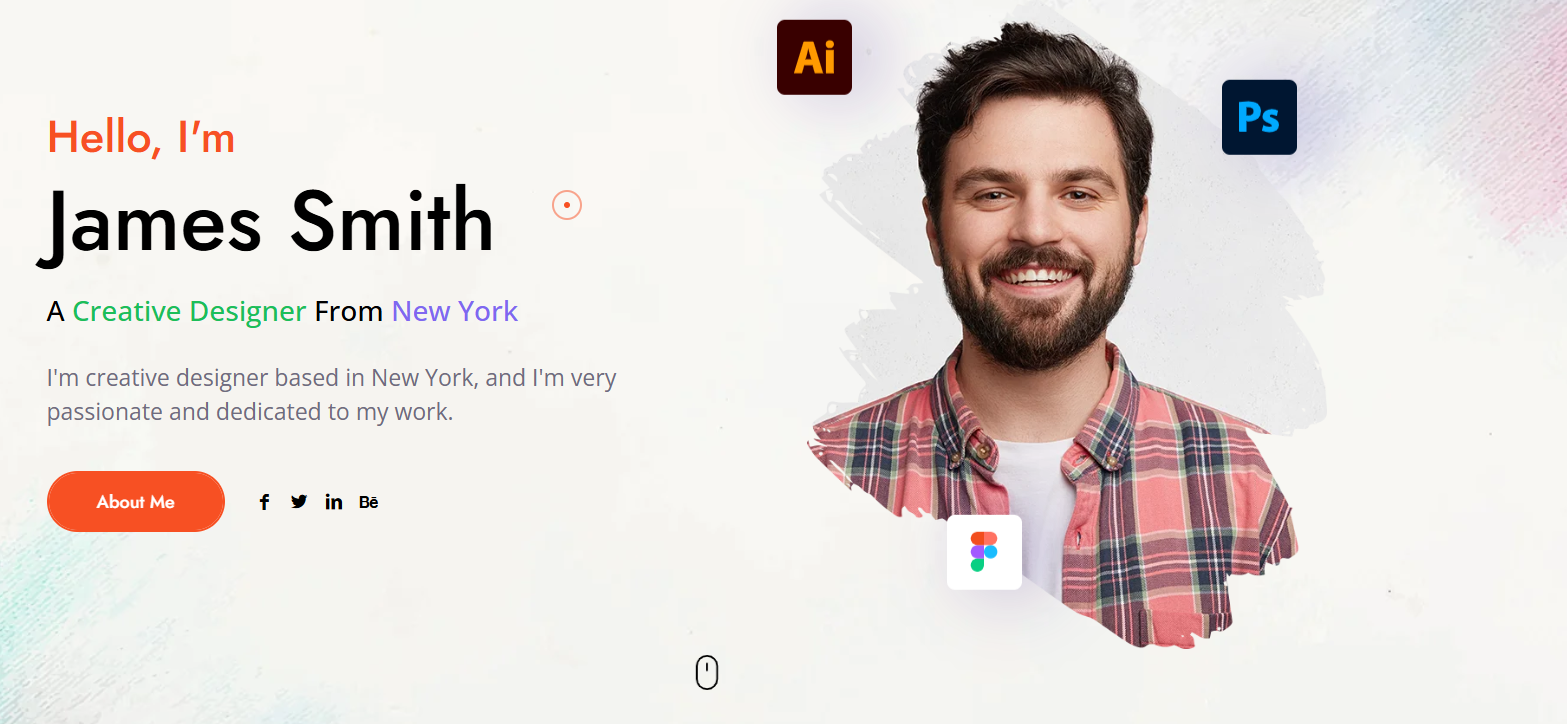 Hello, I'm
James Smith
A Creative Designer From New York
I'm creative designer based in New York, and I'm very
passionate and dedicated to my work.
About Me
Bē
Ai
Ps